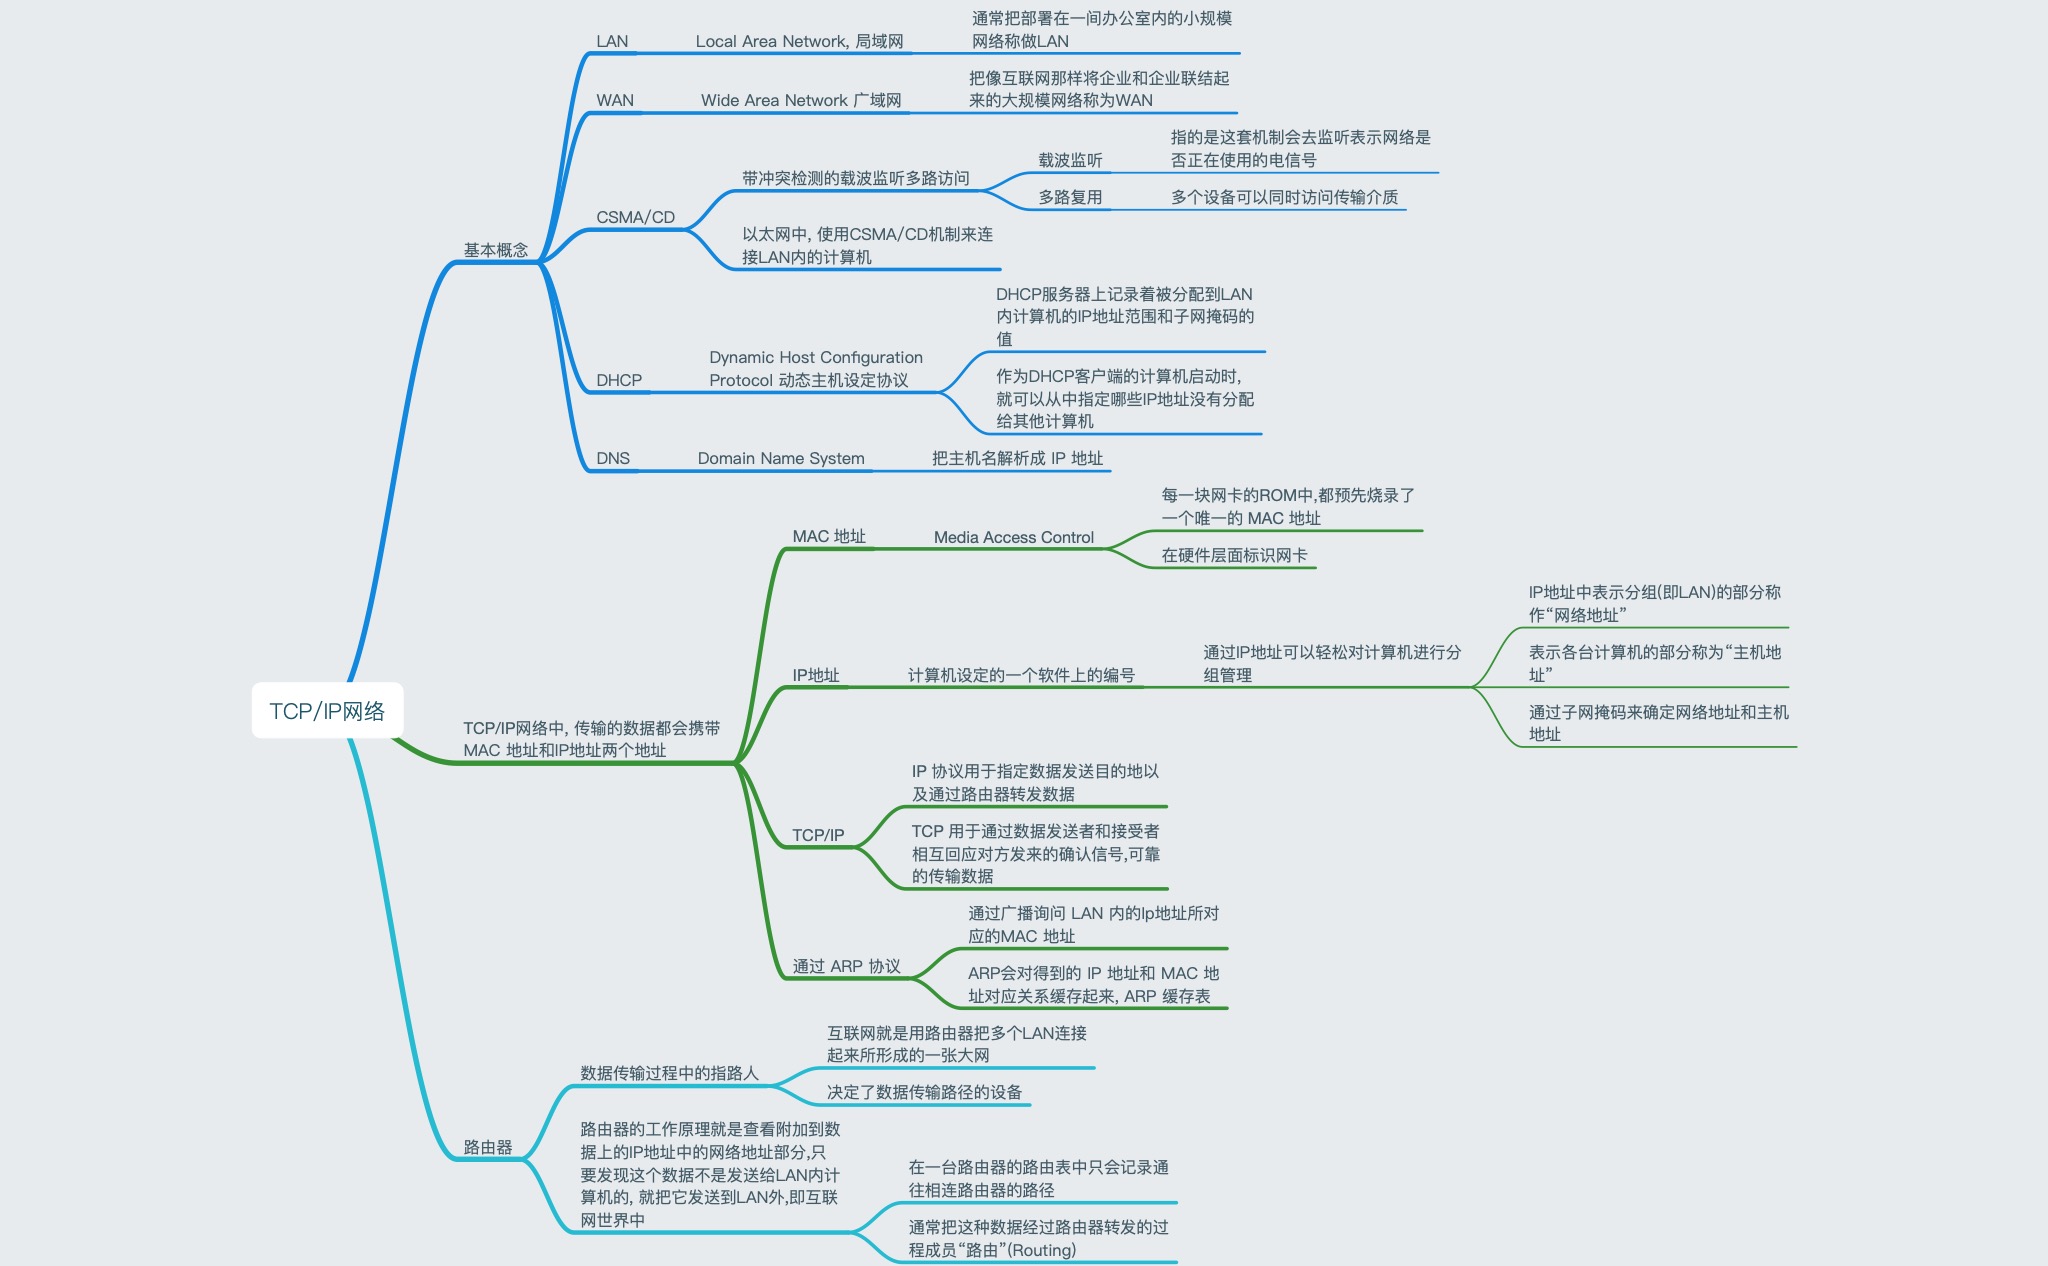 TCP/IP网络
基本概念
LAN
Local Area Network, 局域网
通常把部署在一间办公室内的小规模
网络称做LAN
WAN
Wide Area Network 广域网
把像互联网那样将企业和企业联结起
来的大规模网络称为WAN
CSMA/CD
带冲突检测的载波监听多路访问
载波监听
指的是这套机制会去监听表示网络是
否正在使用的电信号
多路复用
多个设备可以同时访问传输介质
以太网中, 使用CSMA/CD机制来连
接LAN内的计算机
DHCP
Dynamic Host Configuration
Protocol 动态主机设定协议
DHCP服务器上记录着被分配到LAN
内计算机的IP地址范围和子网掩码的
值
作为DHCP客户端的计算机启动时,
就可以从中指定哪些IP地址没有分配
给其他计算机
DNS
Domain Name System
把主机名解析成 IP 地址
TCP/IP网络中, 传输的数据都会携带
MAC 地址和IP地址两个地址
MAC 地址
Media Access Control
每一块网卡的ROM中,都预先烧录了
一个唯一的 MAC 地址
在硬件层面标识网卡
IP地址
计算机设定的一个软件上的编号
通过IP地址可以轻松对计算机进行分
组管理
IP地址中表示分组(即LAN)的部分称
作“网络地址”
表示各台计算机的部分称为“主机地
址”
通过子网掩码来确定网络地址和主机
地址
TCP/IP
IP 协议用于指定数据发送目的地以
及通过路由器转发数据
TCP 用于通过数据发送者和接受者
相互回应对方发来的确认信号,可靠
的传输数据
通过 ARP 协议
通过广播询问 LAN 内的Ip地址所对
应的MAC 地址
ARP会对得到的 IP 地址和 MAC 地
址对应关系缓存起来, ARP 缓存表
路由器
数据传输过程中的指路人
互联网就是用路由器把多个LAN连接
起来所形成的一张大网
决定了数据传输路径的设备
路由器的工作原理就是查看附加到数
据上的IP地址中的网络地址部分,只
要发现这个数据不是发送给LAN内计
算机的, 就把它发送到LAN外,即互联
网世界中
在一台路由器的路由表中只会记录通
往相连路由器的路径
通常把这种数据经过路由器转发的过
程成员“路由”(Routing)